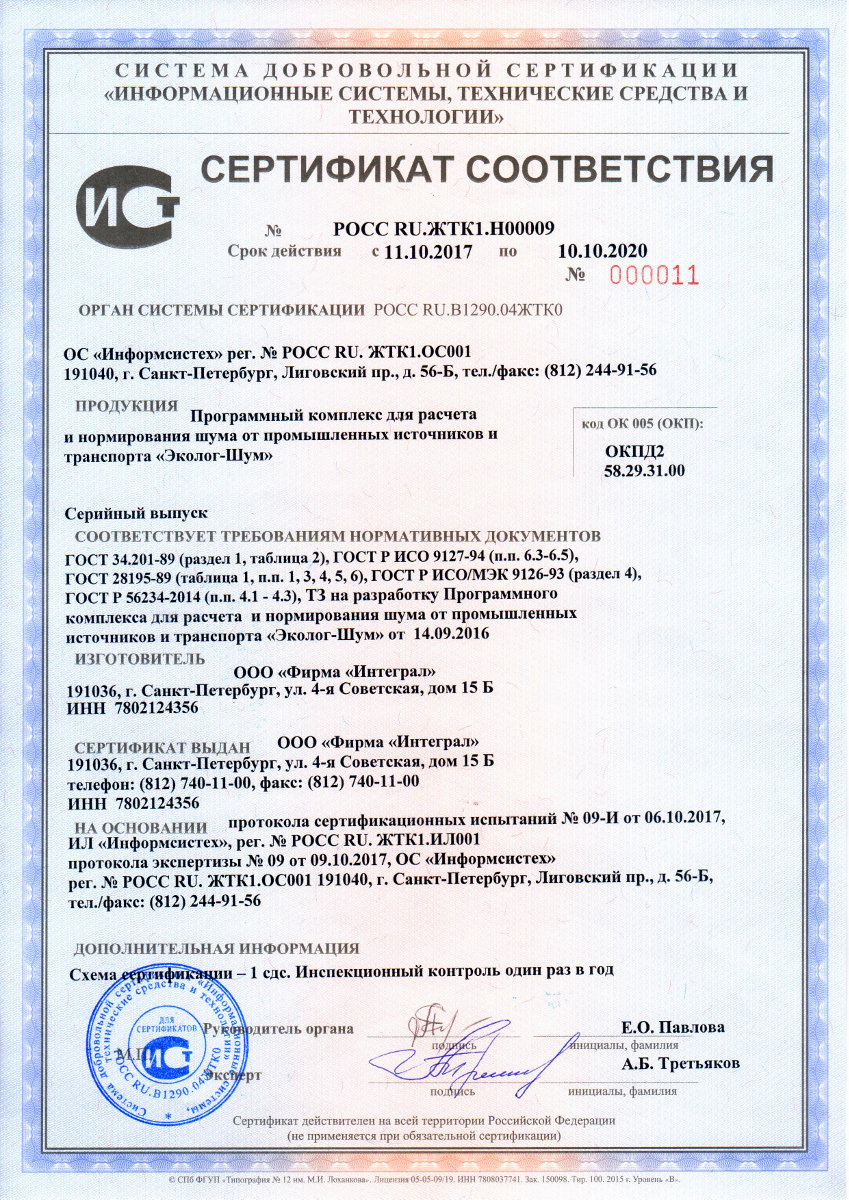 СИСТЕМА ДОБРОВОЛЬНОЙ СЕРТИФИКАЦИИ
«ИНФОРМАЦИОННЫЕ СИСТЕМЫ, ТЕХНИЧЕСКИЕ СРЕДСТВА И
ТЕХНОЛОГИИ»
ИСт
СЕРТИФИКАТ СООТВЕТСТВИЯ
№ РОСС RU.ЖТК1.Н00009
Срок действия с 11.10.2017 по 10.10.2020
№ 000011
ОРГАН СИСТЕМЫ СЕРТИФИКАЦИИ РОСС RU.В1290.04ЖТК0
ОС «Информсистех» рег. № РОСС RU. ЖТК1.ОС001
191040, г. Санкт-Петербург, Лиговский пр., д. 56-Б, тел./факс: (812) 244-91-56
ПРОДУКЦИЯ Программный комплекс для расчета
и нормирования шума от промышленных источников и
транспорта «Эколог-Шум»
код ОК 005 (ОКП):
ОКПД2
58.29.31.00
Серийный выпуск
СООТВЕТСТВУЕТ ТРЕБОВАНИЯМ НОРМАТИВНЫХ ДОКУМЕНТОВ
ГОСТ 34.201-89 (раздел 1, таблица 2), ГОСТ Р ИСО 9127-94 (п.п. 6.3-6.5),
ГОСТ 28195-89 (таблица 1, п.п. 1, 3, 4, 5, 6), ГОСТ Р ИСО/МЭК 9126-93 (раздел 4),
ГОСТ Р 56234-2014 (п.п. 4.1 - 4.3), ТЗ на разработку Программного
комплекса для расчета и нормирования шума от промышленных
источников и транспорта «Эколог-Шум» от 14.09.2016
ИЗГОТОВИТЕЛЬ
ООО «Фирма «Интеграл»
191036, г. Санкт-Петербург, ул. 4-я Советская, дом 15 Б
ИНН 7802124356
СЕРТИФИКАТ ВЫДАН ООО «Фирма «Интеграл»
191036, г. Санкт-Петербург, ул. 4-я Советская, дом 15 Б
телефон: (812) 740-11-00, факс: (812) 740-11-00
ИНН 7802124356
НА ОСНОВАНИИ протокола сертификационных испытаний № 09-И от 06.10.2017,
ИЛ «Информсистех», рег. № РОСС RU. ЖТК1.ИЛ001
протокола экспертизы № 09 от 09.10.2017, ОС «Информсистех»
рег. № РОСС RU. ЖТК1.ОС001 191040, г. Санкт-Петербург, Лиговский пр., д. 56-Б,
тел./факс: (812) 244-91-56
ДОПОЛНИТЕЛЬНАЯ ИНФОРМАЦИЯ
Схема сертификации – 1 сдс. Инспекционный контроль один раз в год
Система добровольной сертификации «Информационные системы,
технические средства и технологии»
ДЛЯ
СЕРТИФИКАТОВ
ИСт
РОСС RU.В1290.04ЖТК0
М.П.
Руководитель органа Е.О. Павлова
подпись инициалы, фамилия
Эксперт А.Б. Третьяков
подпись инициалы, фамилия
Сертификат действителен на всей территории Российской Федерации
(не применяется при обязательной сертификации)
© СПб ФГУП «Типография № 12 им. М.И. Лоханкова». Лицензия 05-05-09/19. ИНН 7808037741. Зак. 150098. Тир. 100. 2015 г. Уровень «В».